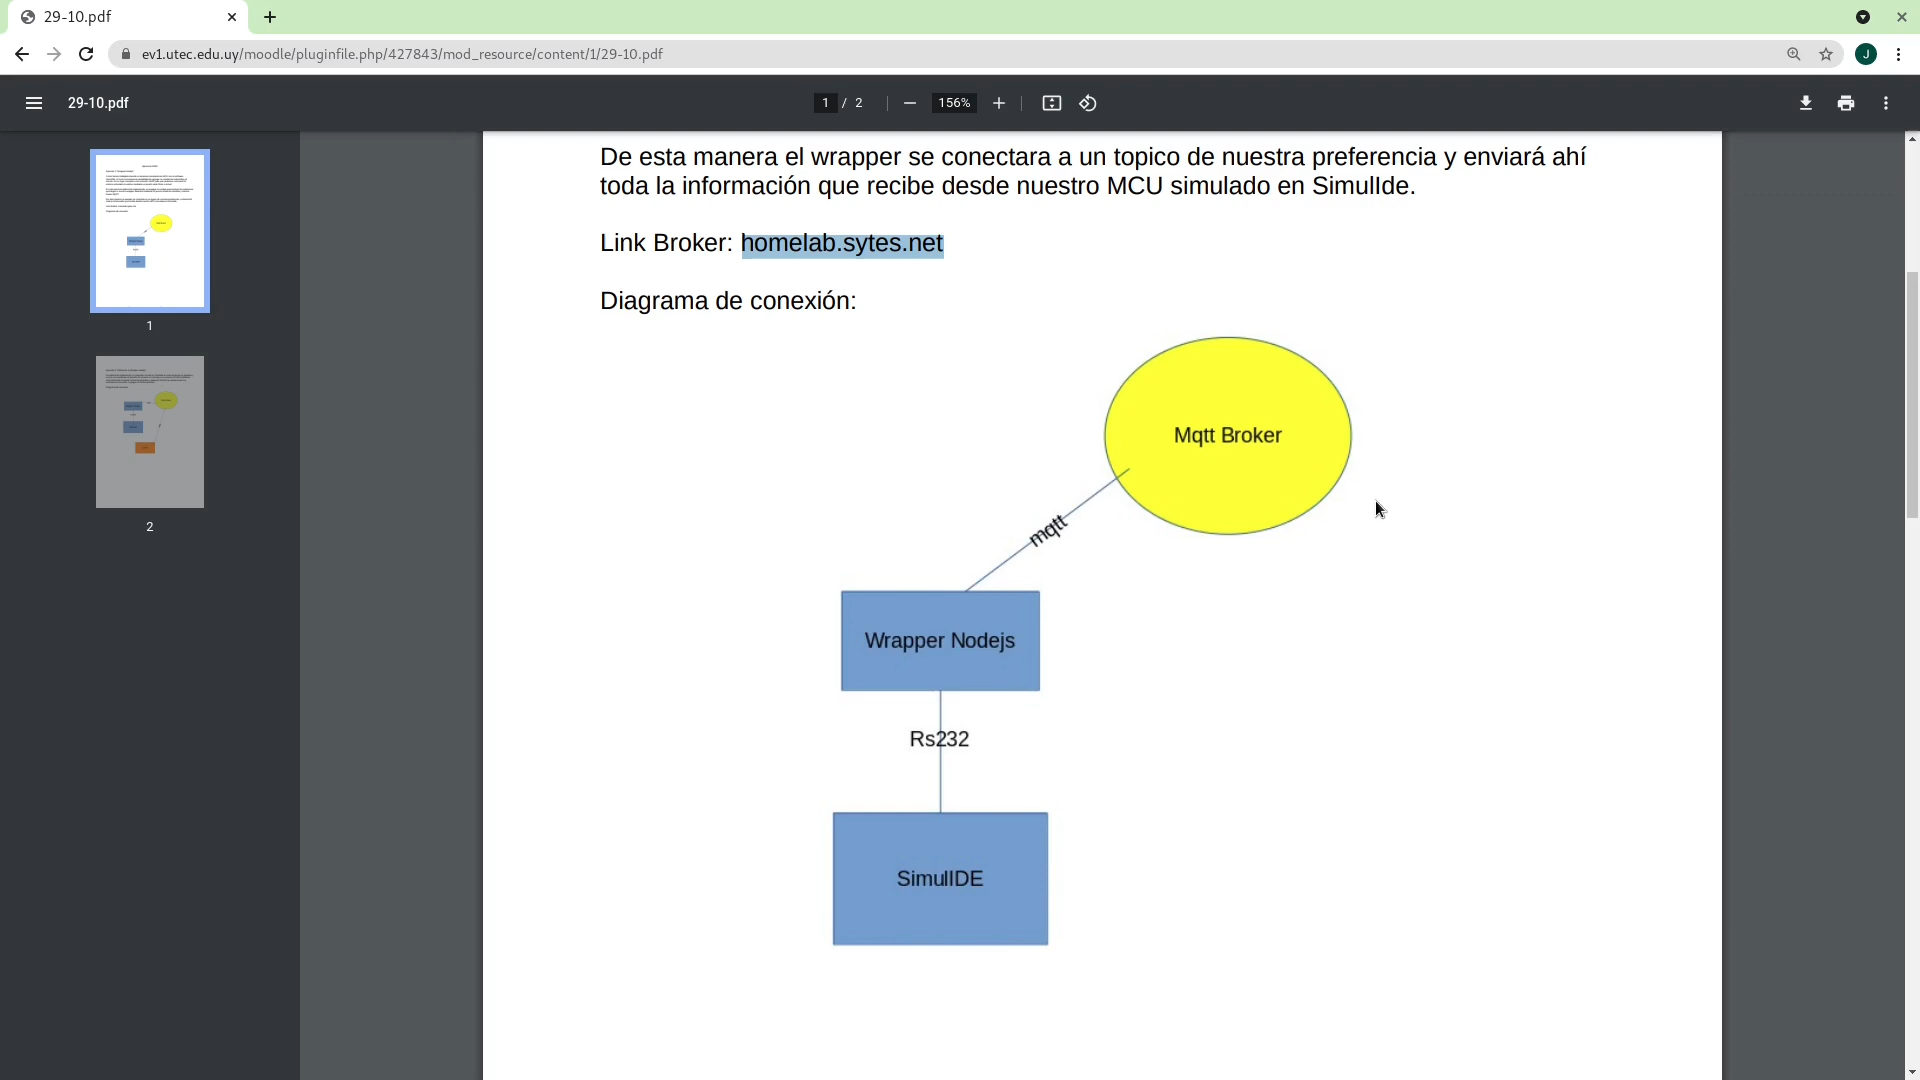 29-10.pdf
ev1.utec.edu.uy/moodle/pluginfile.php/427843/mod_resource/content/1/29-10.pdf
J
29-10.pdf
1 / 2
156%
1
2
De esta manera el wrapper se conectara a un topico de nuestra preferencia y enviará ahí
toda la información que recibe desde nuestro MCU simulado en SimulIde.
Link Broker: homelab.sytes.net
Diagrama de conexión:
Mqtt Broker
mqtt
Wrapper Nodejs
Rs232
SimulIDE